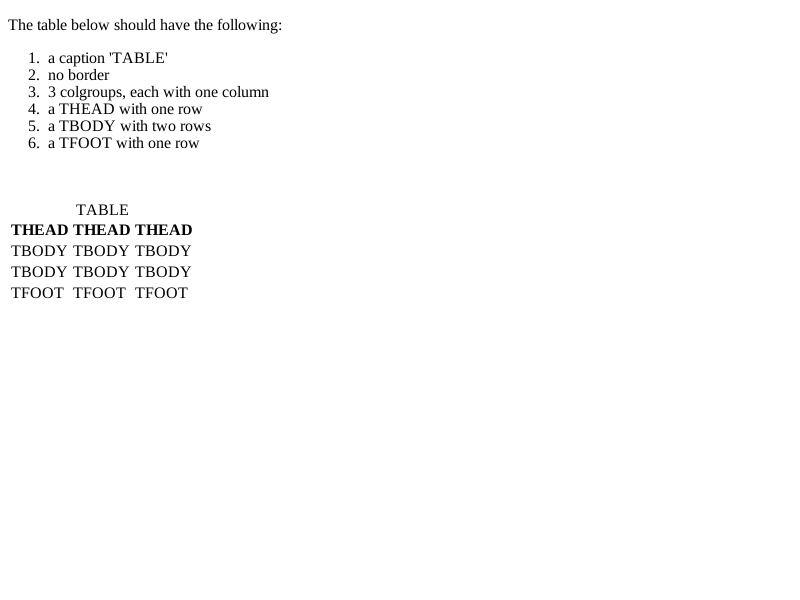 The table below should have the following:
1. a caption 'TABLE'
2. no border
3. 3 colgroups, each with one column
4. a THEAD with one row
5. a TBODY with two rows
6. a TFOOT with one row
TABLE
THEAD THEAD THEAD
TBODY TBODY TBODY
TBODY TBODY TBODY
TFOOT TFOOT TFOOT